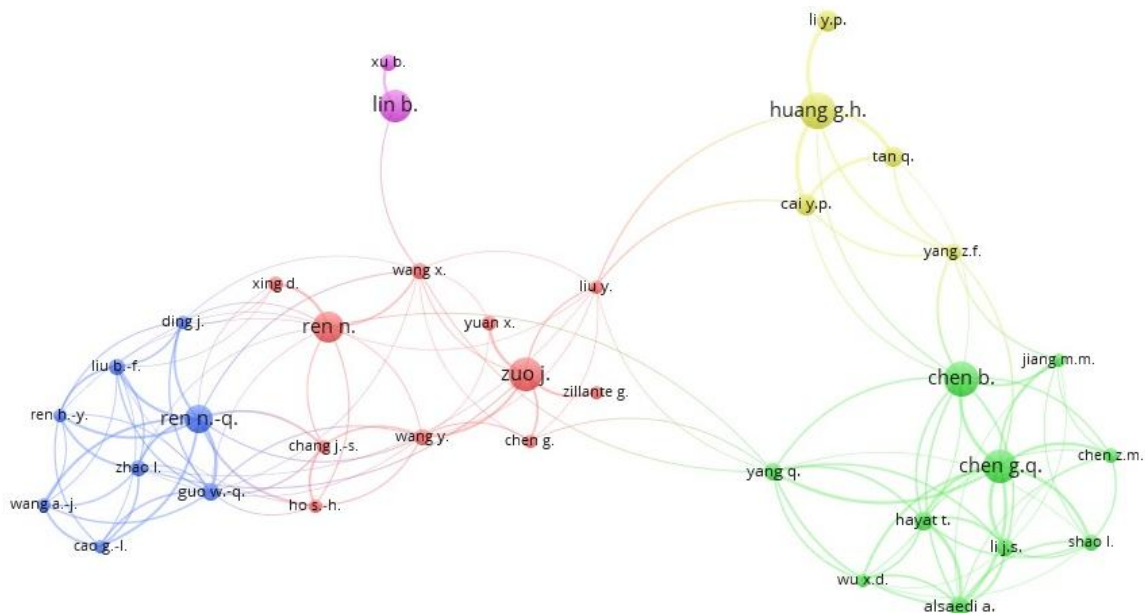 li y.p.
xu b.
lin b.
huang g.h.
tan q.
cai y.p.
yang z.f.
wang x.
xing d.
liu y.
ding j.
ren n.
yuan x.
jiang m.m.
liu b.-f.
zuo j.
chen b.
zillante g.
ren h.-y.
ren n.-q.
wang y.
chen g.
chang j.-s.
chen z.m.
zhao l.
yang q.
chen g.q.
guo w.-q.
wang a.-j.
ho s.-h.
hayat t.
cao g.-l.
li j.s.
shao l.
wu x.d.
alsaedi a.